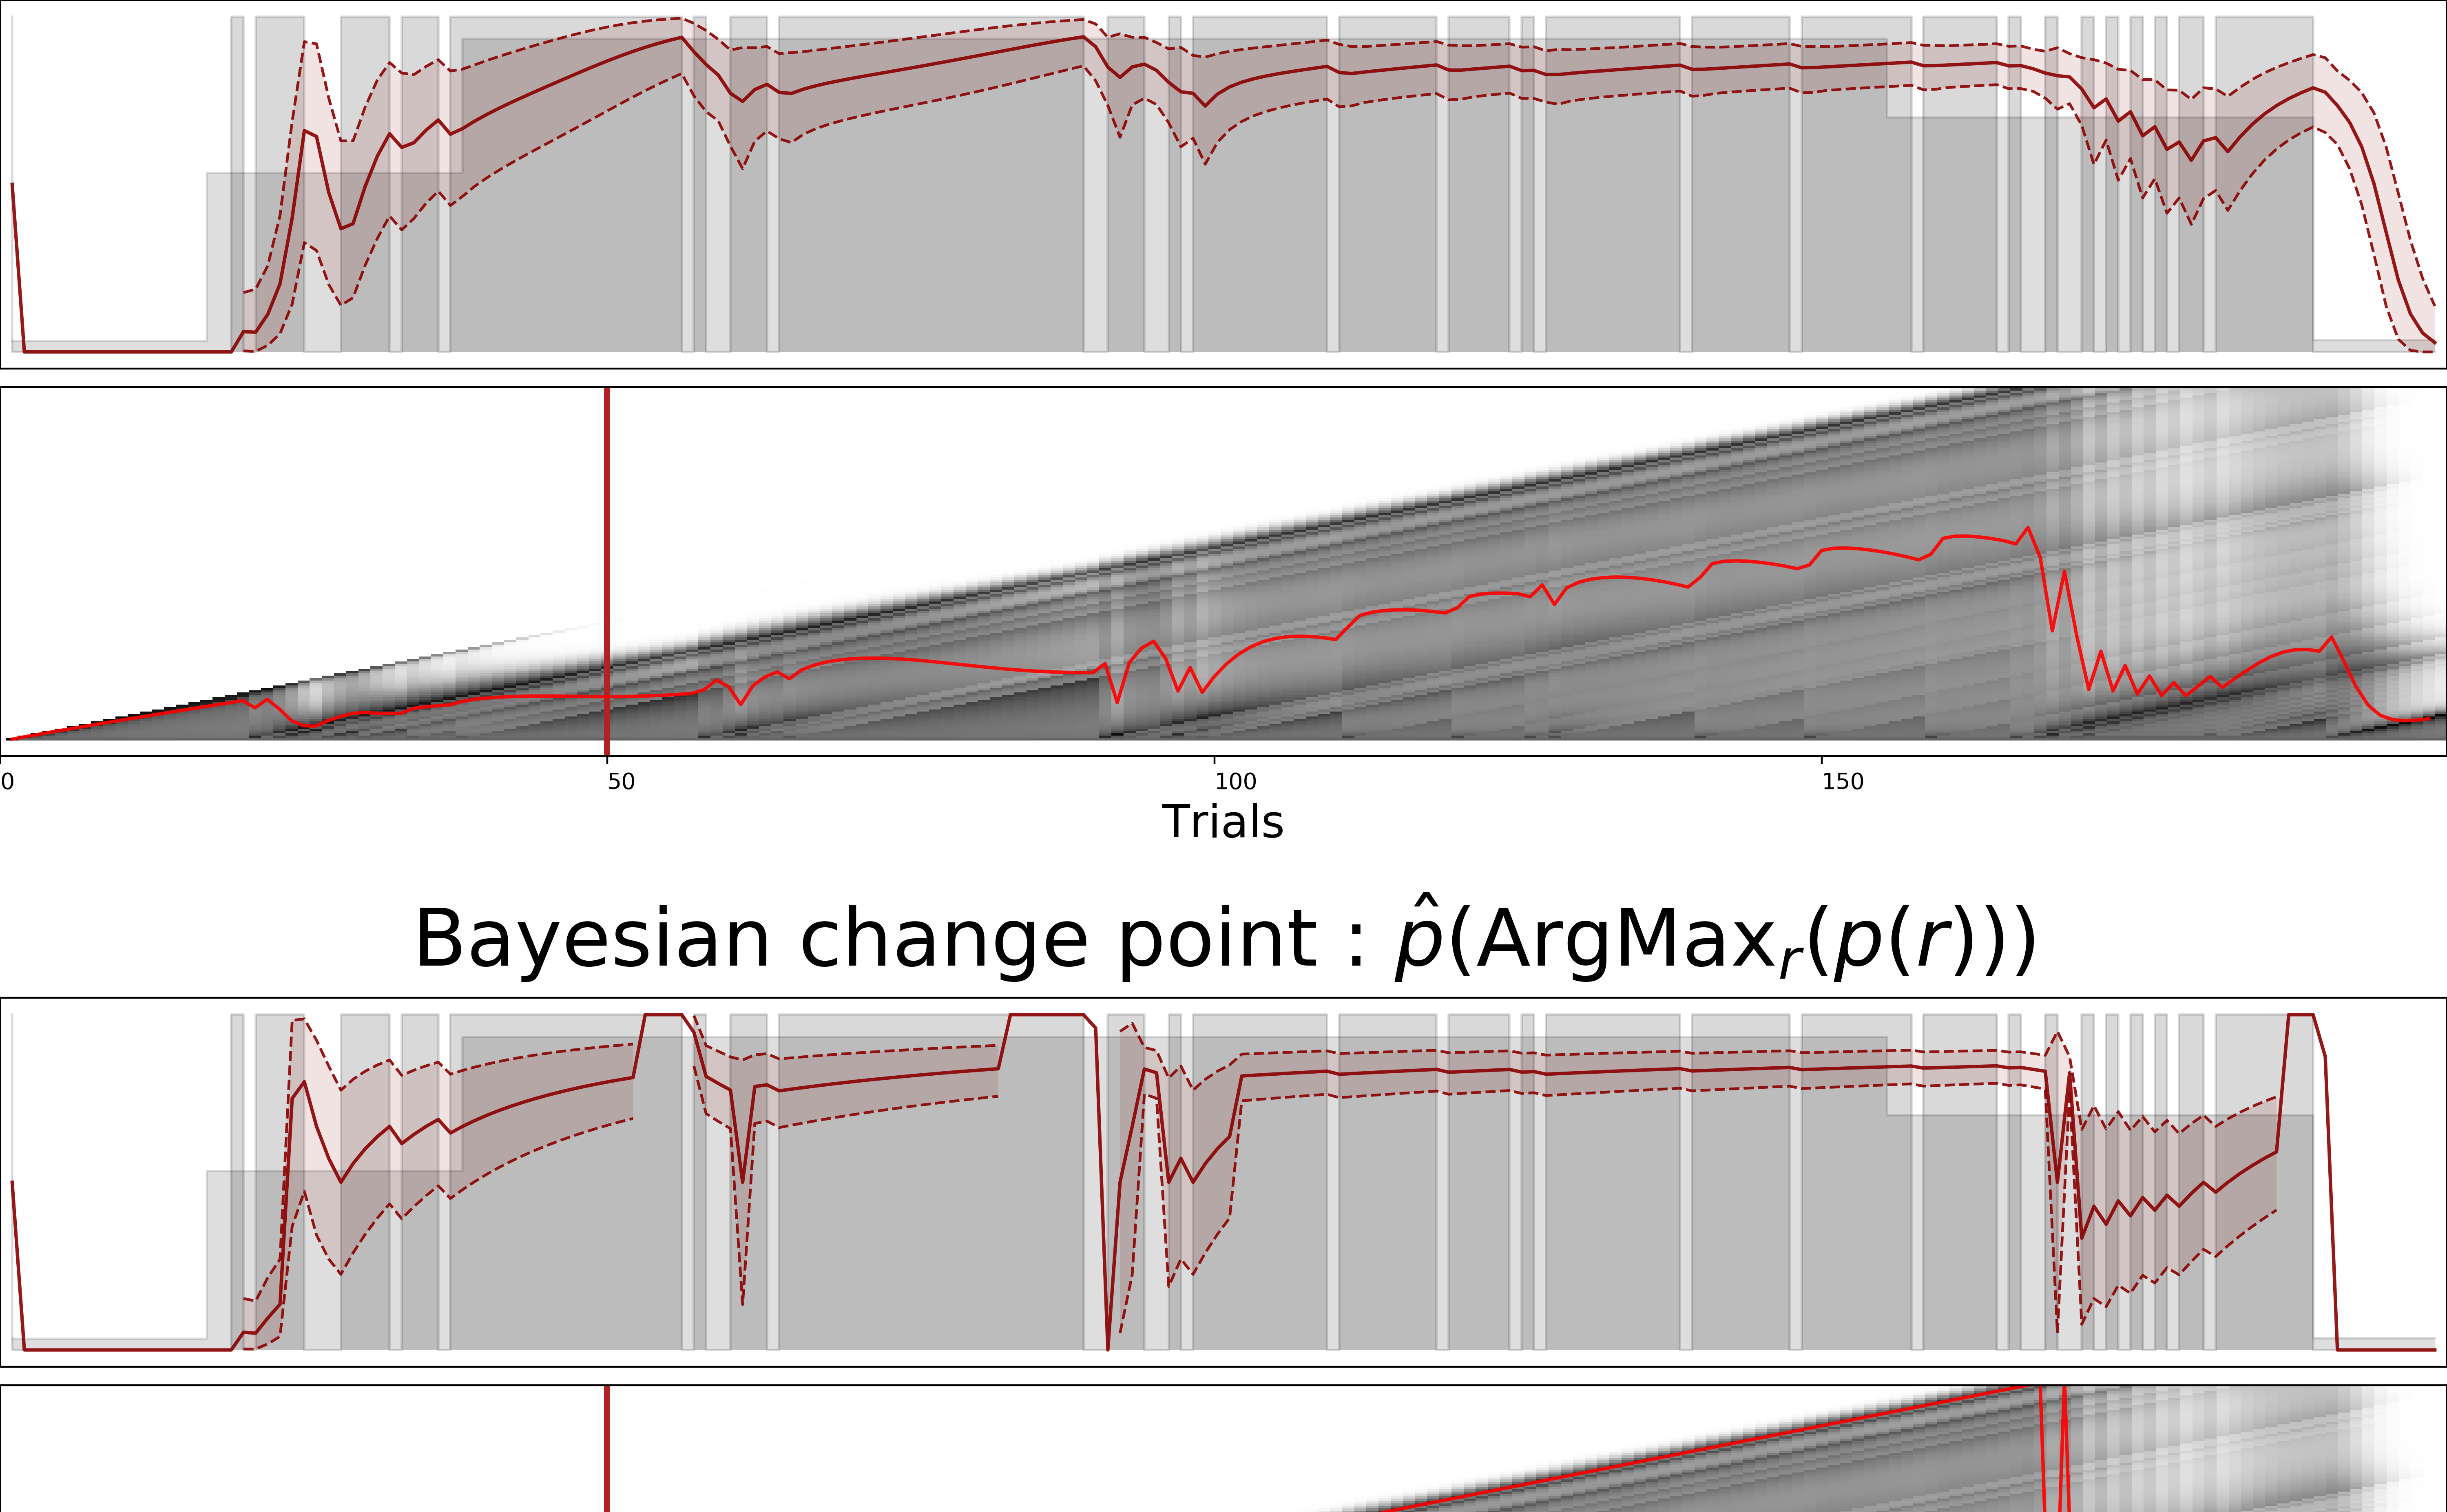 0 50 100 150
Trials
Bayesian change point : p̂(ArgMaxᵣ(p(r)))